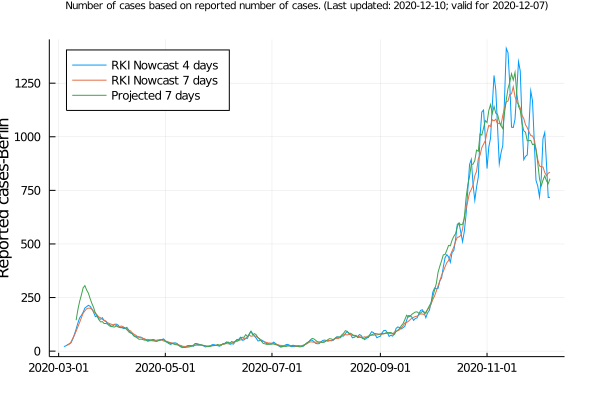 Number of cases based on reported number of cases. (Last updated: 2020-12-10; valid for 2020-12-07)
RKI Nowcast 4 days
RKI Nowcast 7 days
Projected 7 days
Reported cases-Berlin
1250
1000
750
500
250
0
2020-03-01 2020-05-01 2020-07-01 2020-09-01 2020-11-01